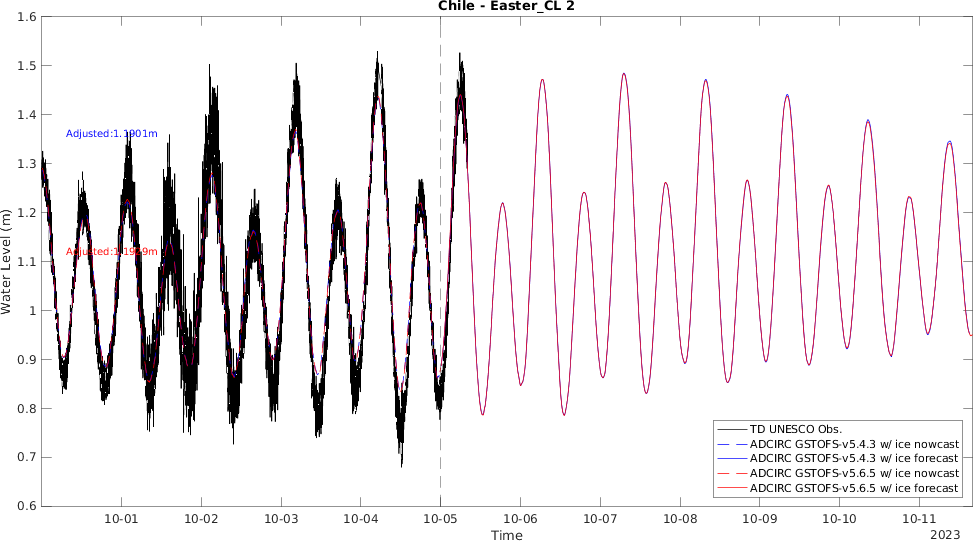 Chile - Easter_CL 2
1.6
1.5
1.4
1.3
1.2
1.1
1
0.9
0.8
0.7
0.6
Water Level (m)
Adjusted:1.1901m
TD UNESCO Obs.
ADCIRC GSTOFS-v5.4.3 w/ ice nowcast
ADCIRC GSTOFS-v5.4.3 w/ ice forecast
ADCIRC GSTOFS-v5.6.5 w/ ice nowcast
ADCIRC GSTOFS-v5.6.5 w/ ice forecast
10-01 10-02 10-03 10-04 10-05 10-06 10-07 10-08 10-09 10-10 10-11
Time
2023